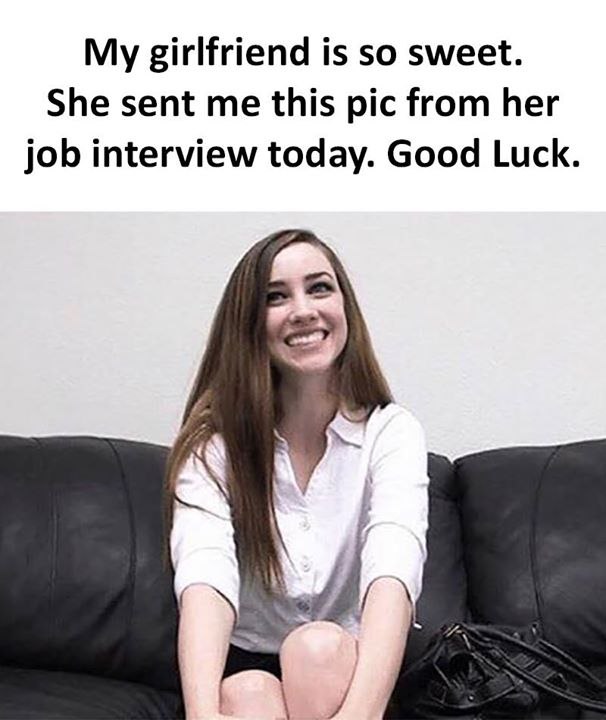 My girlfriend is so sweet.
She sent me this pic from her
job interview today. Good Luck.